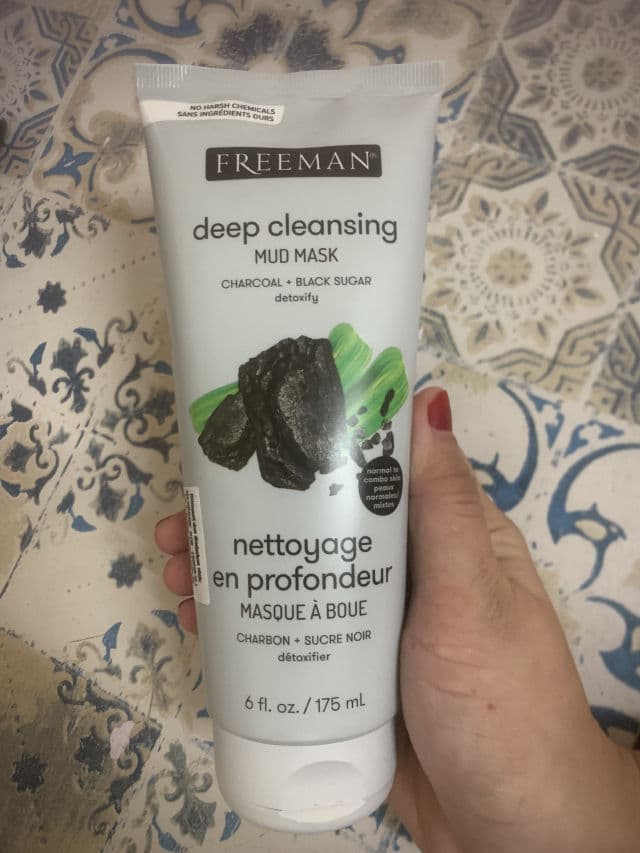 NO HARSH CHEMICALS
SANS INGRÉDIENTS DURS
FREEMAN®
deep cleansing
MUD MASK
CHARCOAL + BLACK SUGAR
detoxify
normal to
combo skin
peaux
normales/
mixtes
nettoyage
en profondeur
MASQUE À BOUE
CHARBON + SUCRE NOIR
détoxifier
6 fl. oz. / 175 mL